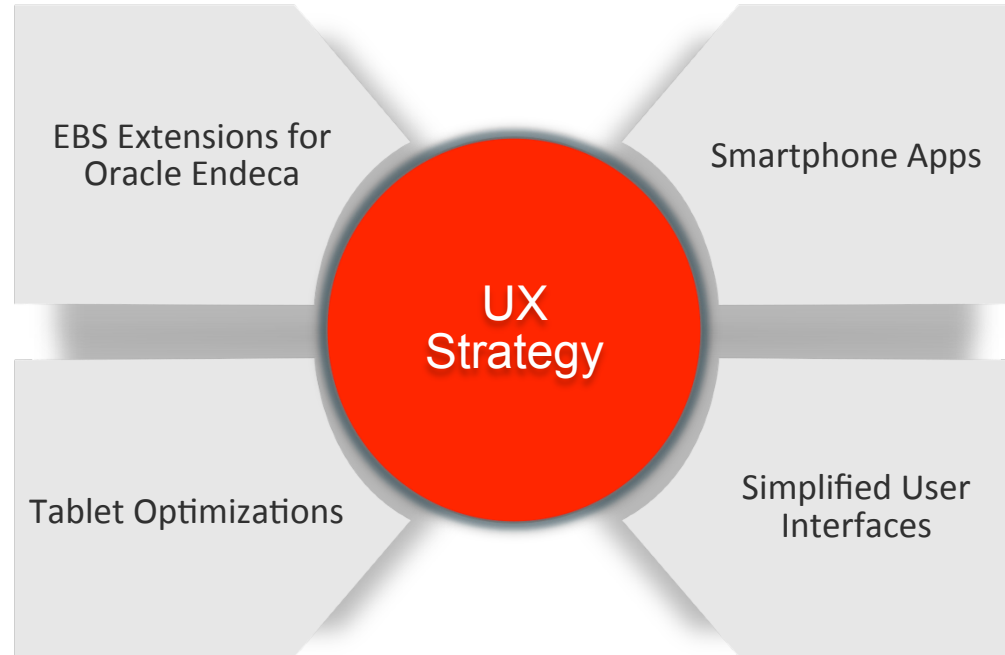 EBS Extensions for
Oracle Endeca
Smartphone Apps
UX
Strategy
Tablet Optimizations
Simplified User
Interfaces